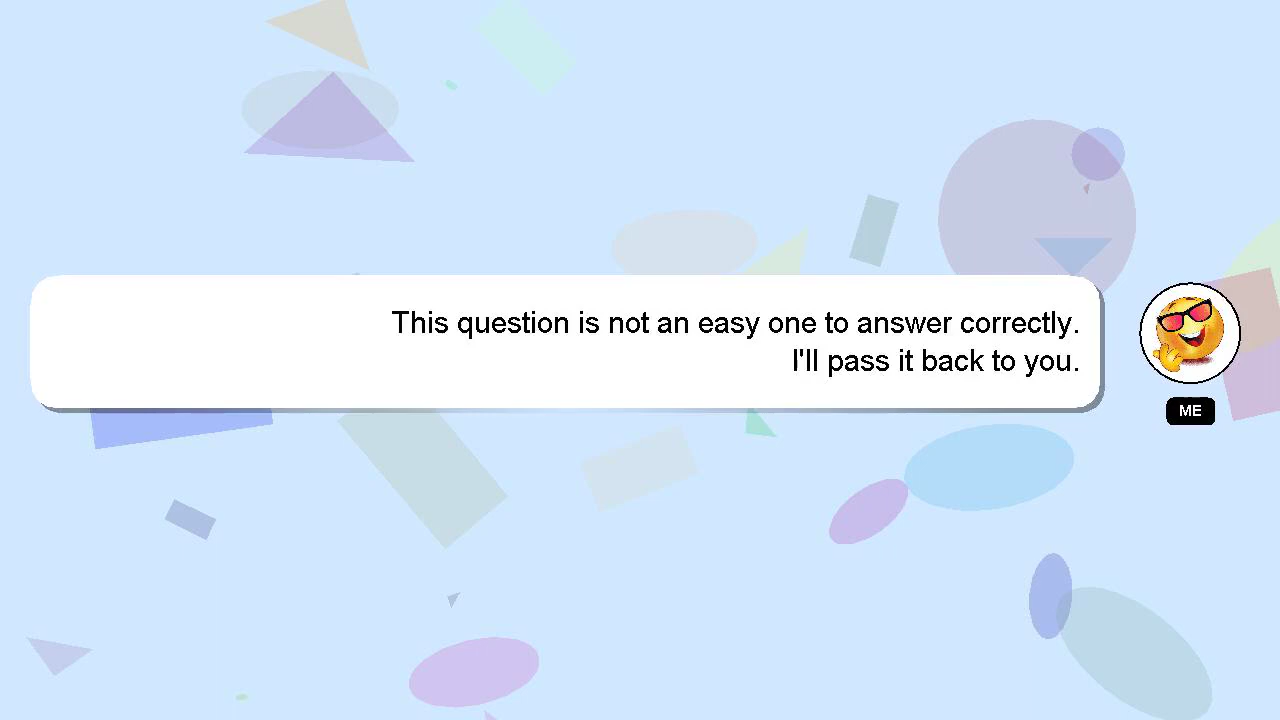 This question is not an easy one to answer correctly.
I'll pass it back to you.
ME